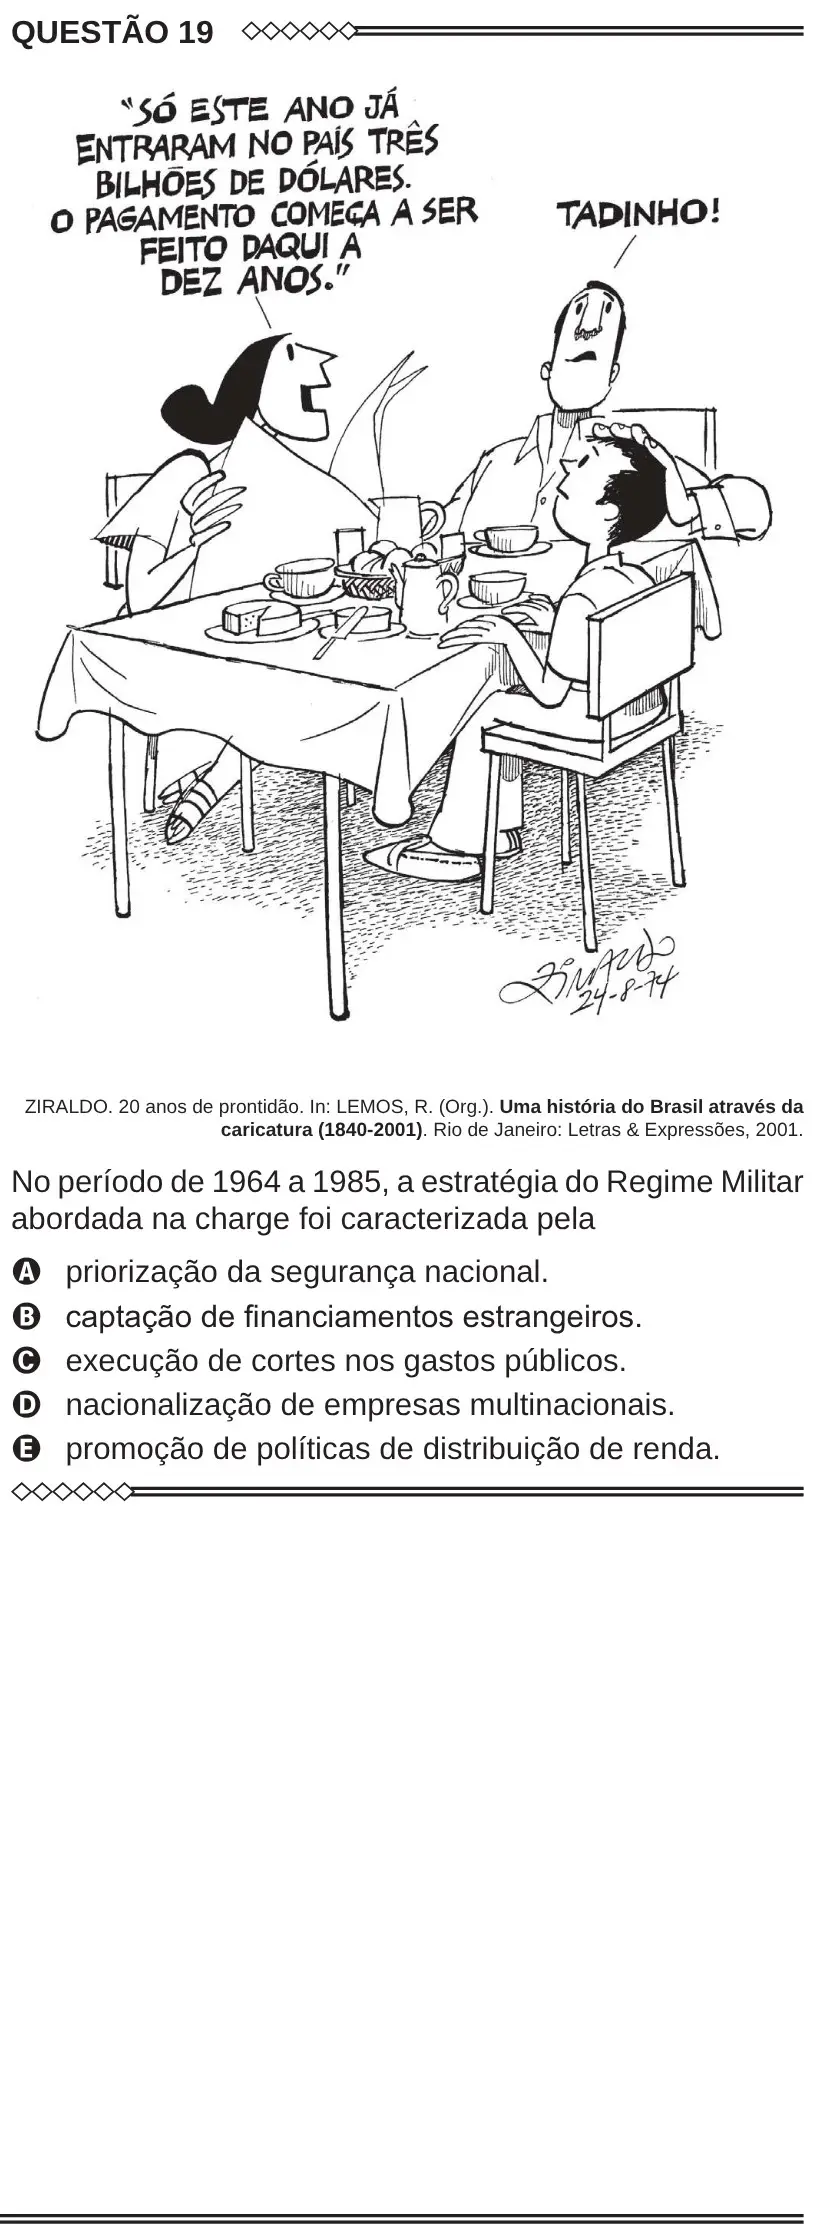 QUESTÃO 19
"SÓ ESTE ANO JÁ
ENTRARAM NO PAÍS TRÊS
BILHÕES DE DÓLARES.
O PAGAMENTO COMEÇA A SER
FEITO DAQUI A
DEZ ANOS."
TADINHO!
ZIRALDO
24-8-74
ZIRALDO. 20 anos de prontidão. In: LEMOS, R. (Org.). Uma história do Brasil através da
caricatura (1840-2001). Rio de Janeiro: Letras & Expressões, 2001.
No período de 1964 a 1985, a estratégia do Regime Militar
abordada na charge foi caracterizada pela
A priorização da segurança nacional.
B captação de financiamentos estrangeiros.
C execução de cortes nos gastos públicos.
D nacionalização de empresas multinacionais.
E promoção de políticas de distribuição de renda.